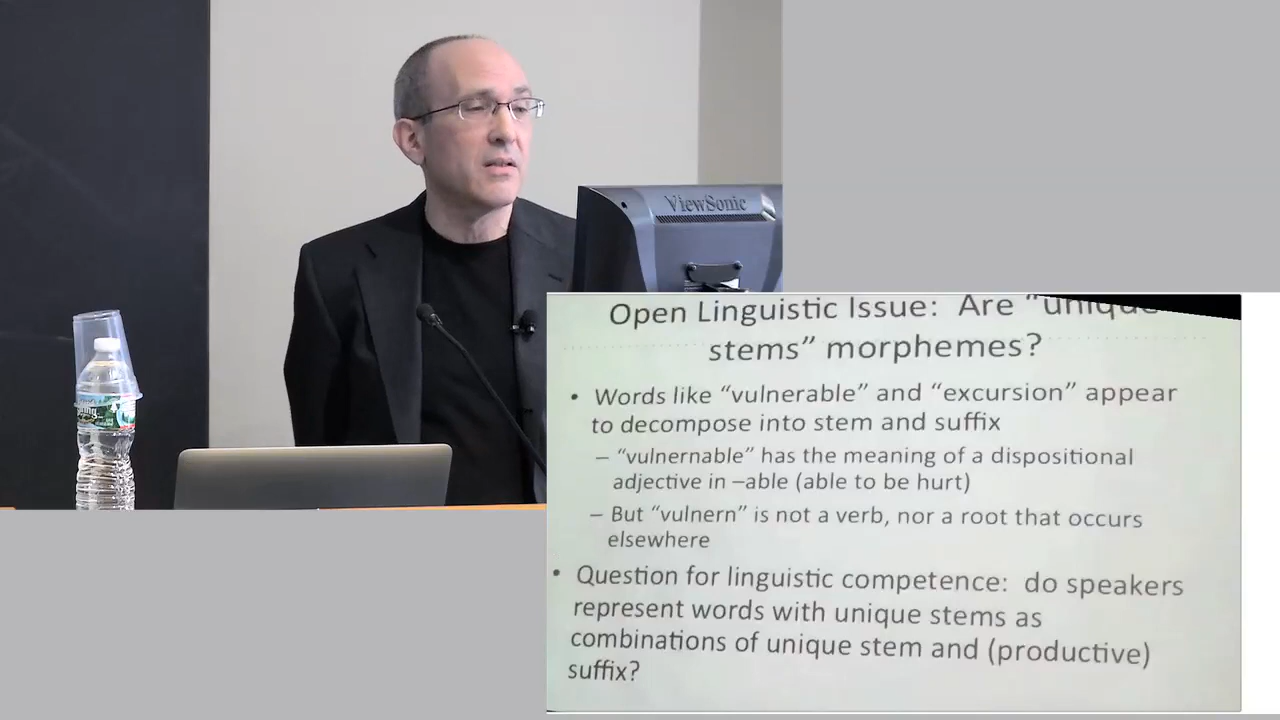 ViewSonic
Open Linguistic Issue: Are “unique
stems” morphemes?
• Words like “vulnerable” and “excursion” appear
to decompose into stem and suffix
– “vulnernable” has the meaning of a dispositional
adjective in –able (able to be hurt)
– But “vulnern” is not a verb, nor a root that occurs
elsewhere
• Question for linguistic competence: do speakers
represent words with unique stems as
combinations of unique stem and (productive)
suffix?